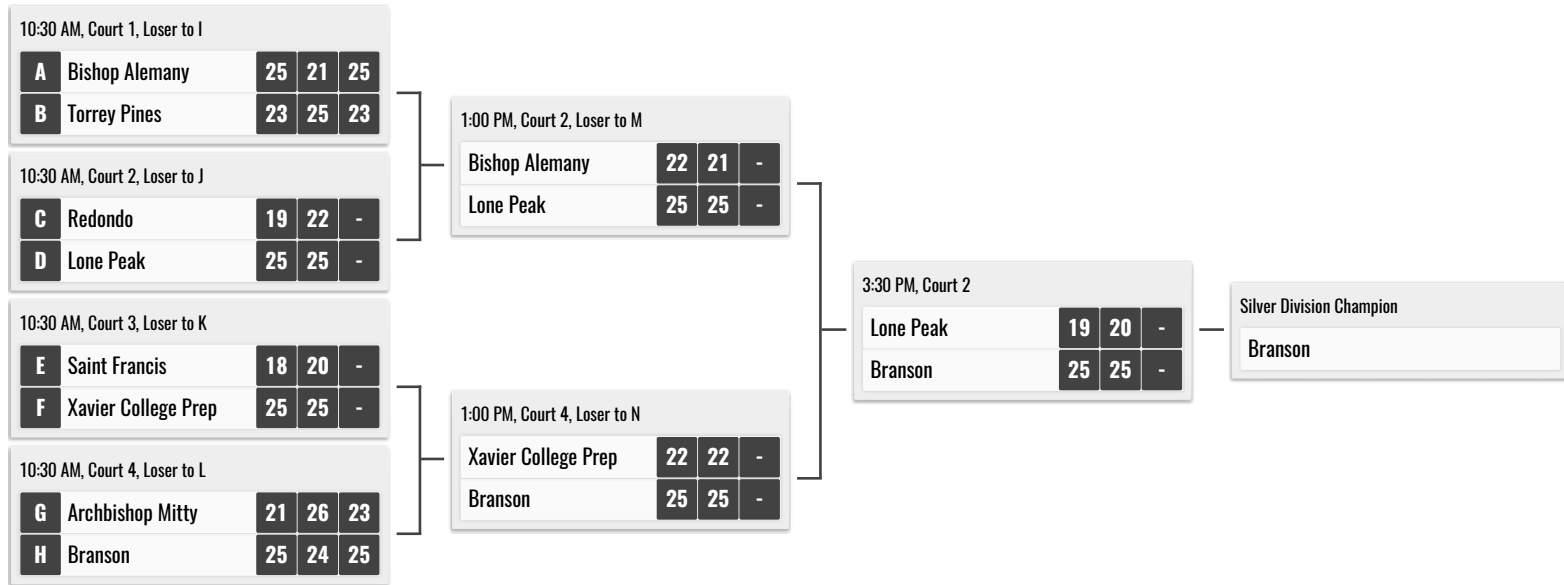 10:30 AM, Court 1, Loser to I
A Bishop Alemany 25 21 25
B Torrey Pines 23 25 23
10:30 AM, Court 2, Loser to J
C Redondo 19 22 -
D Lone Peak 25 25 -
10:30 AM, Court 3, Loser to K
E Saint Francis 18 20 -
F Xavier College Prep 25 25 -
10:30 AM, Court 4, Loser to L
G Archbishop Mitty 21 26 23
H Branson 25 24 25
1:00 PM, Court 2, Loser to M
Bishop Alemany 22 21 -
Lone Peak 25 25 -
1:00 PM, Court 4, Loser to N
Xavier College Prep 22 22 -
Branson 25 25 -
3:30 PM, Court 2
Lone Peak 19 20 -
Branson 25 25 -
Silver Division Champion
Branson